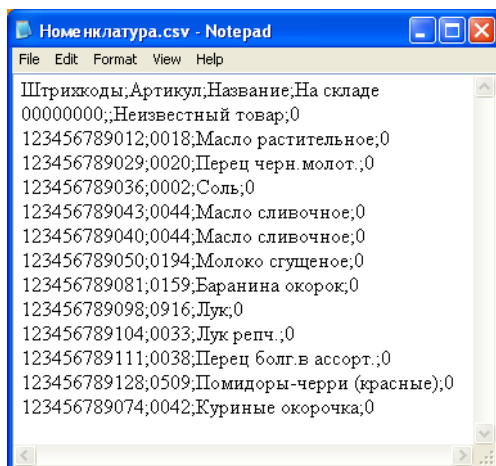 Номенклатура.csv - Notepad
File Edit Format View Help
Штрихкоды;Артикул;Название;На складе
00000000;;Неизвестный товар;0
123456789012;0018;Масло растительное;0
123456789029;0020;Перец черн.молот.;0
123456789036;0002;Соль;0
123456789043;0044;Масло сливочное;0
123456789040;0044;Масло сливочное;0
123456789050;0194;Молоко сгущеное;0
123456789081;0159;Баранина окорок;0
123456789098;0916;Лук;0
123456789104;0033;Лук репч.;0
123456789111;0038;Перец болг.в ассорт.;0
123456789128;0509;Помидоры-черри (красные);0
123456789074;0042;Куриные окорочка;0